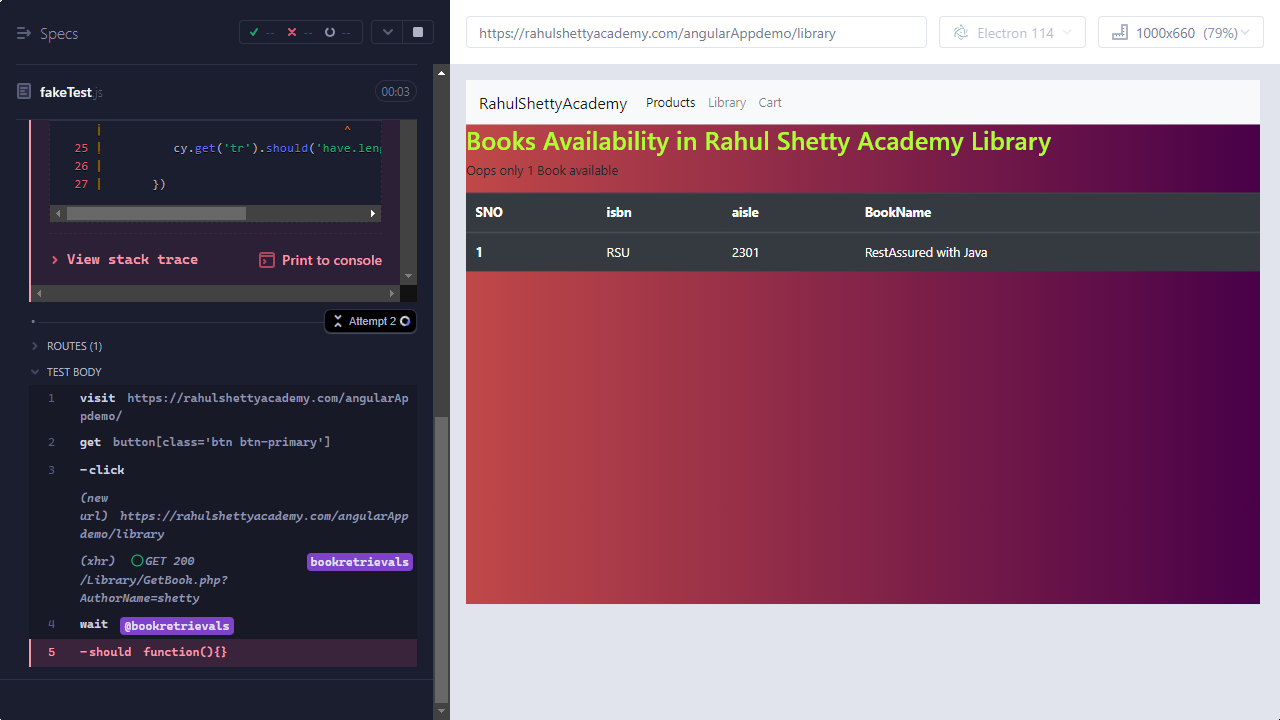 Specs
--
--
--
https://rahulshettyacademy.com/angularAppdemo/library
Electron 114
1000x660 (79%)
fakeTest.js
00:03
| ^
25 | cy.get('tr').should('have.leng
26 |
27 | })
View stack trace
Print to console
Attempt 2
ROUTES (1)
TEST BODY
1 visit https://rahulshettyacademy.com/angularAp
pdemo/
2 get button[class='btn btn-primary']
3 -click
(new
url) https://rahulshettyacademy.com/angularApp
demo/library
(xhr) GET 200 bookretrievals
/Library/GetBook.php?
AuthorName=shetty
4 wait @bookretrievals
5 -should function(){}
RahulShettyAcademy Products Library Cart
Books Availability in Rahul Shetty Academy Library
Oops only 1 Book available
SNO isbn aisle BookName
1 RSU 2301 RestAssured with Java